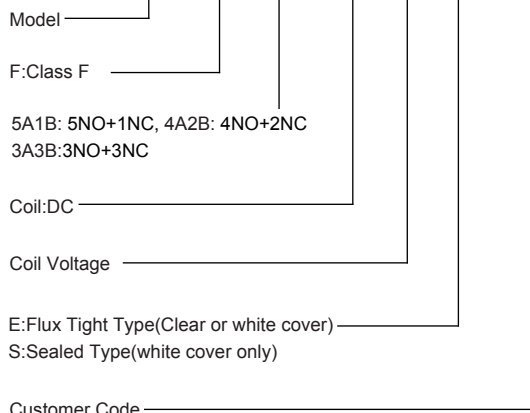 Model
F:Class F
5A1B: 5NO+1NC, 4A2B: 4NO+2NC
3A3B:3NO+3NC
Coil:DC
Coil Voltage
E:Flux Tight Type(Clear or white cover)
S:Sealed Type(white cover only)
Customer Code